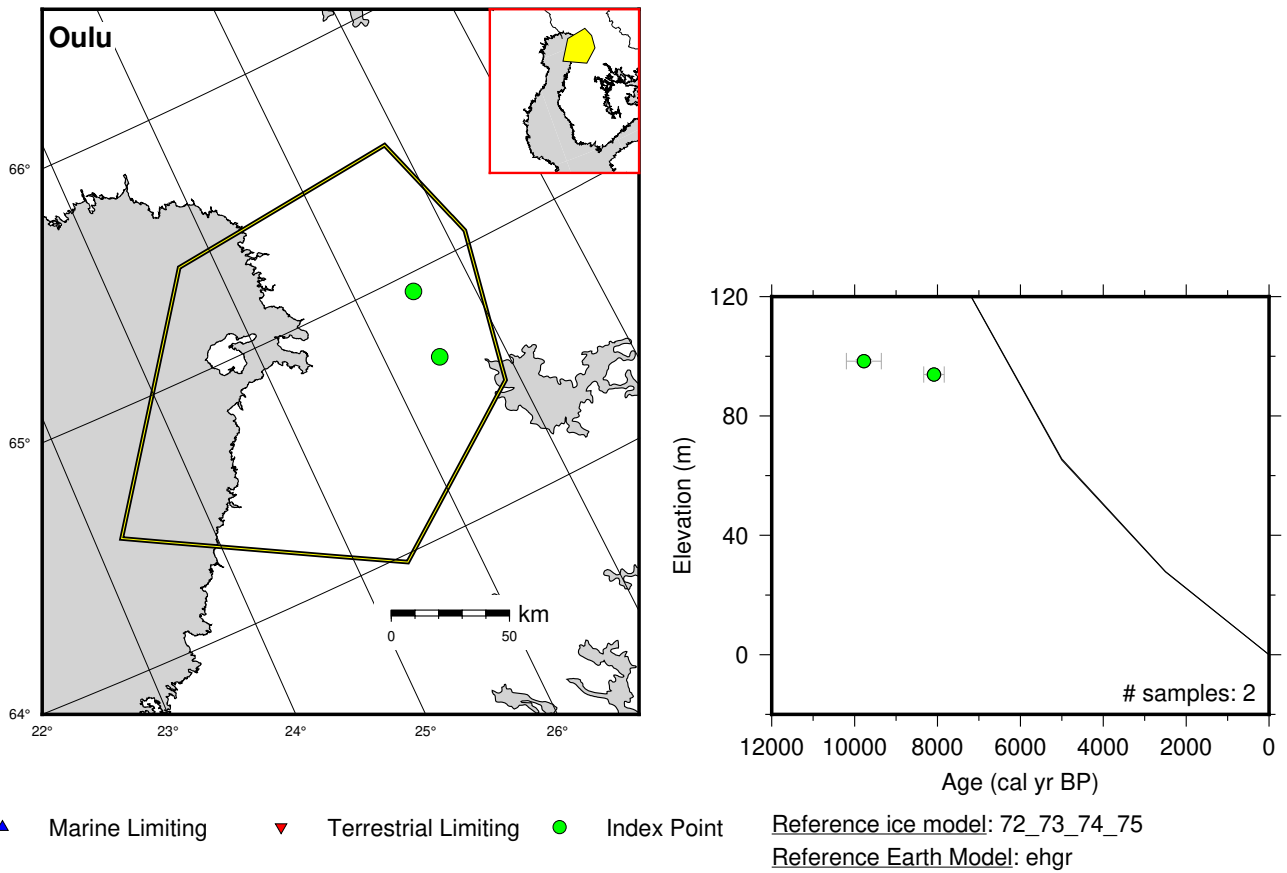 Oulu
66°
65°
64°
22°
23°
24°
25°
26°
km
0
50
120
80
40
0
Elevation (m)
# samples: 2
12000
10000
8000
6000
4000
2000
0
Age (cal yr BP)
Marine Limiting
Terrestrial Limiting
Index Point
Reference ice model: 72_73_74_75
Reference Earth Model: ehgr